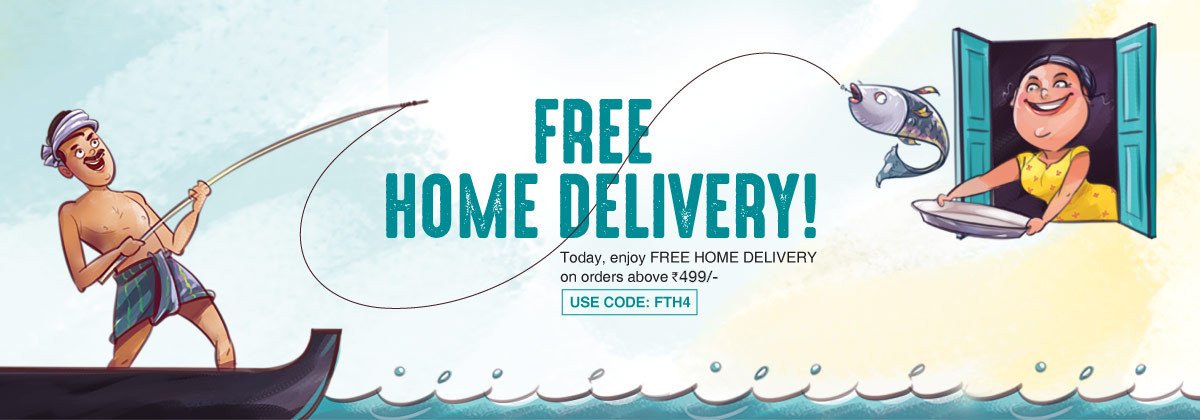 FREE
HOME DELIVERY!
Today, enjoy FREE HOME DELIVERY
on orders above ₹499/-
USE CODE: FTH4